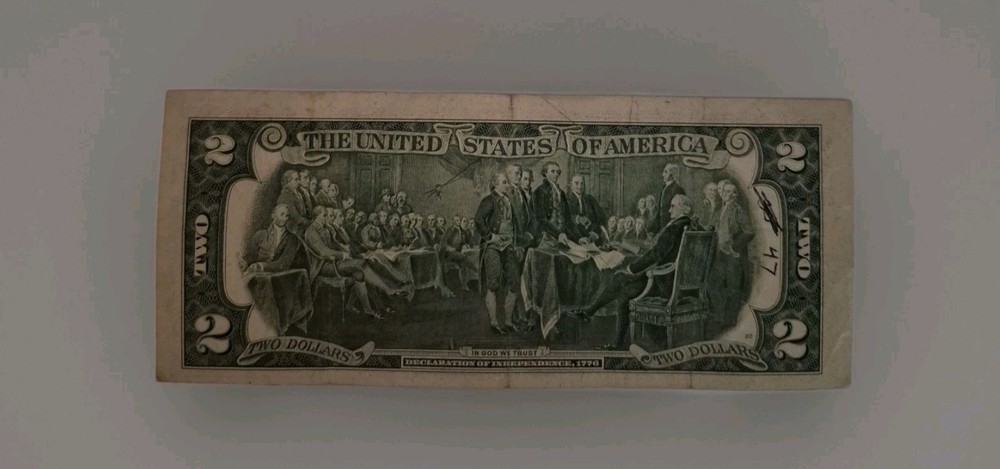 2 THE UNITED STATES OF AMERICA 2
TWO TWO
47
2 2
TWO DOLLARS IN GOD WE TRUST TWO DOLLARS
DECLARATION OF INDEPENDENCE, 1776